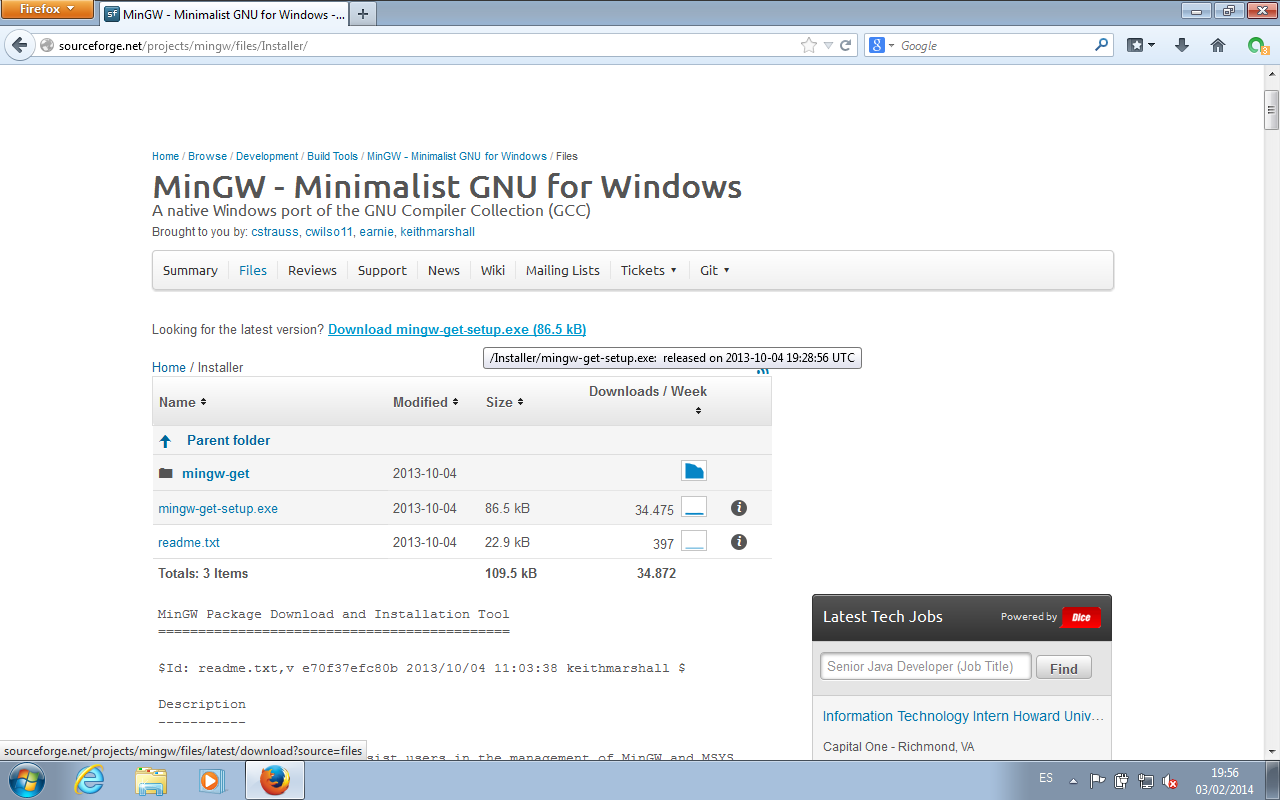 Firefox
sf MinGW - Minimalist GNU for Windows -...
sourceforge.net/projects/mingw/files/Installer/
Google
3
Home / Browse / Development / Build Tools / MinGW - Minimalist GNU for Windows / Files
MinGW - Minimalist GNU for Windows
A native Windows port of the GNU Compiler Collection (GCC)
Brought to you by: cstrauss, cwilso11, earnie, keithmarshall
Summary Files Reviews Support News Wiki Mailing Lists Tickets Git
Looking for the latest version? Download mingw-get-setup.exe (86.5 kB)
/Installer/mingw-get-setup.exe: released on 2013-10-04 19:28:56 UTC
Home / Installer
Name Modified Size Downloads / Week
Parent folder
mingw-get 2013-10-04
mingw-get-setup.exe 2013-10-04 86.5 kB 34.475
readme.txt 2013-10-04 22.9 kB 397
Totals: 3 Items 109.5 kB 34.872
MinGW Package Download and Installation Tool
============================================
$Id: readme.txt,v e70f37efc80b 2013/10/04 11:03:38 keithmarshall $
Description
-----------
users in the management of MinGW and MSYS
Latest Tech Jobs Powered by Dice
Senior Java Developer (Job Title) Find
Information Technology Intern Howard Univ...
Capital One - Richmond, VA
sourceforge.net/projects/mingw/files/latest/download?source=files
ES
19:56
03/02/2014